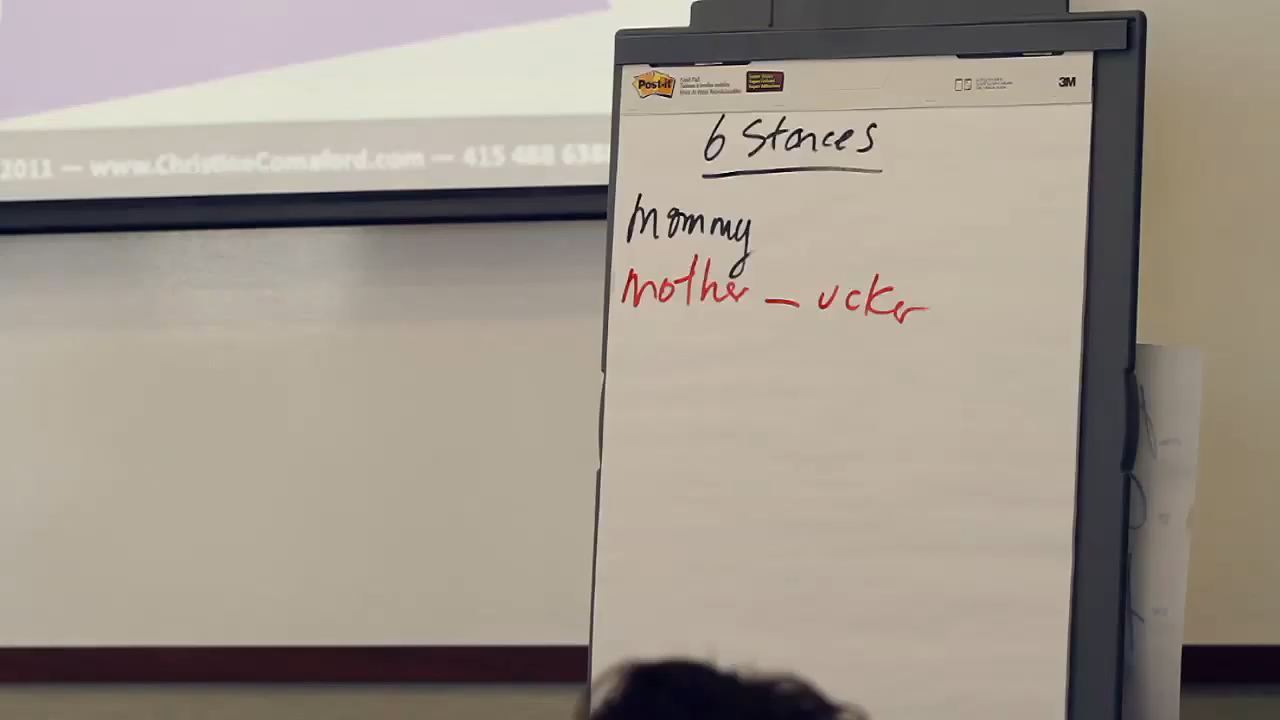 2011 — www.ChristineComaford.com — 415 488 638
Post-it
3M
6 Stances
Mommy
Mother _ ucker